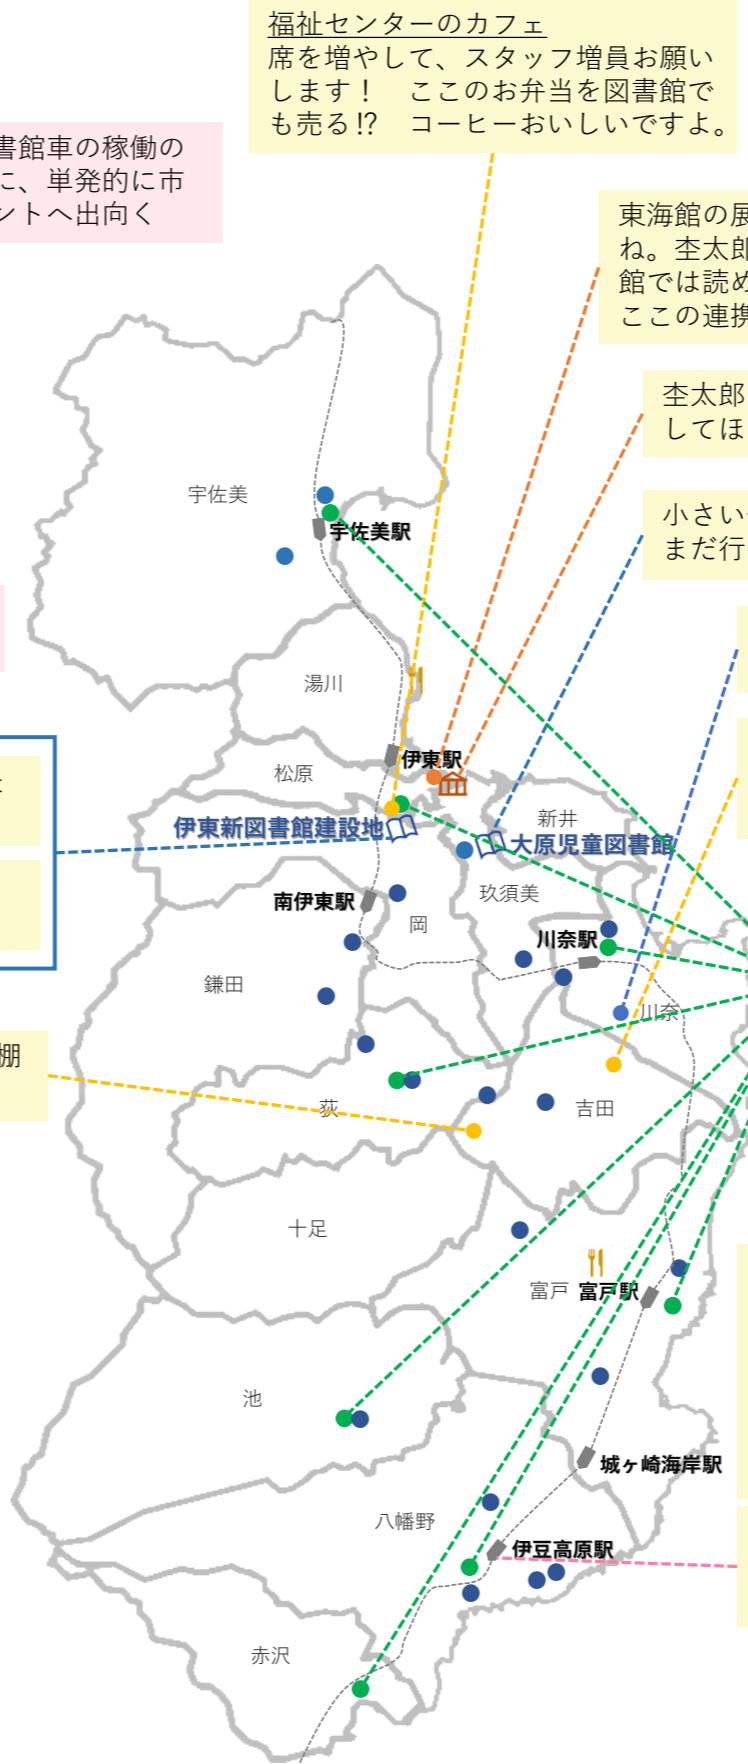 福祉センターのカフェ
席を増やして、スタッフ増員お願い
します！　ここのお弁当を図書館で
も売る!?　コーヒーおいしいですよ。
書館車の稼働の
に、単発的に市
ントへ出向く
東海館の展
ね。杢太郎
館では読め
ここの連携
杢太郎
してほ
小さい
まだ行
宇佐美
宇佐美駅
湯川
伊東駅
松原
新井
伊東新図書館建設地
大原児童図書館
玖須美
南伊東駅
岡
川奈駅
鎌田
川奈
棚
荻
吉田
十足
富戸
富戸駅
池
城ヶ崎海岸駅
八幡野
伊豆高原駅
赤沢